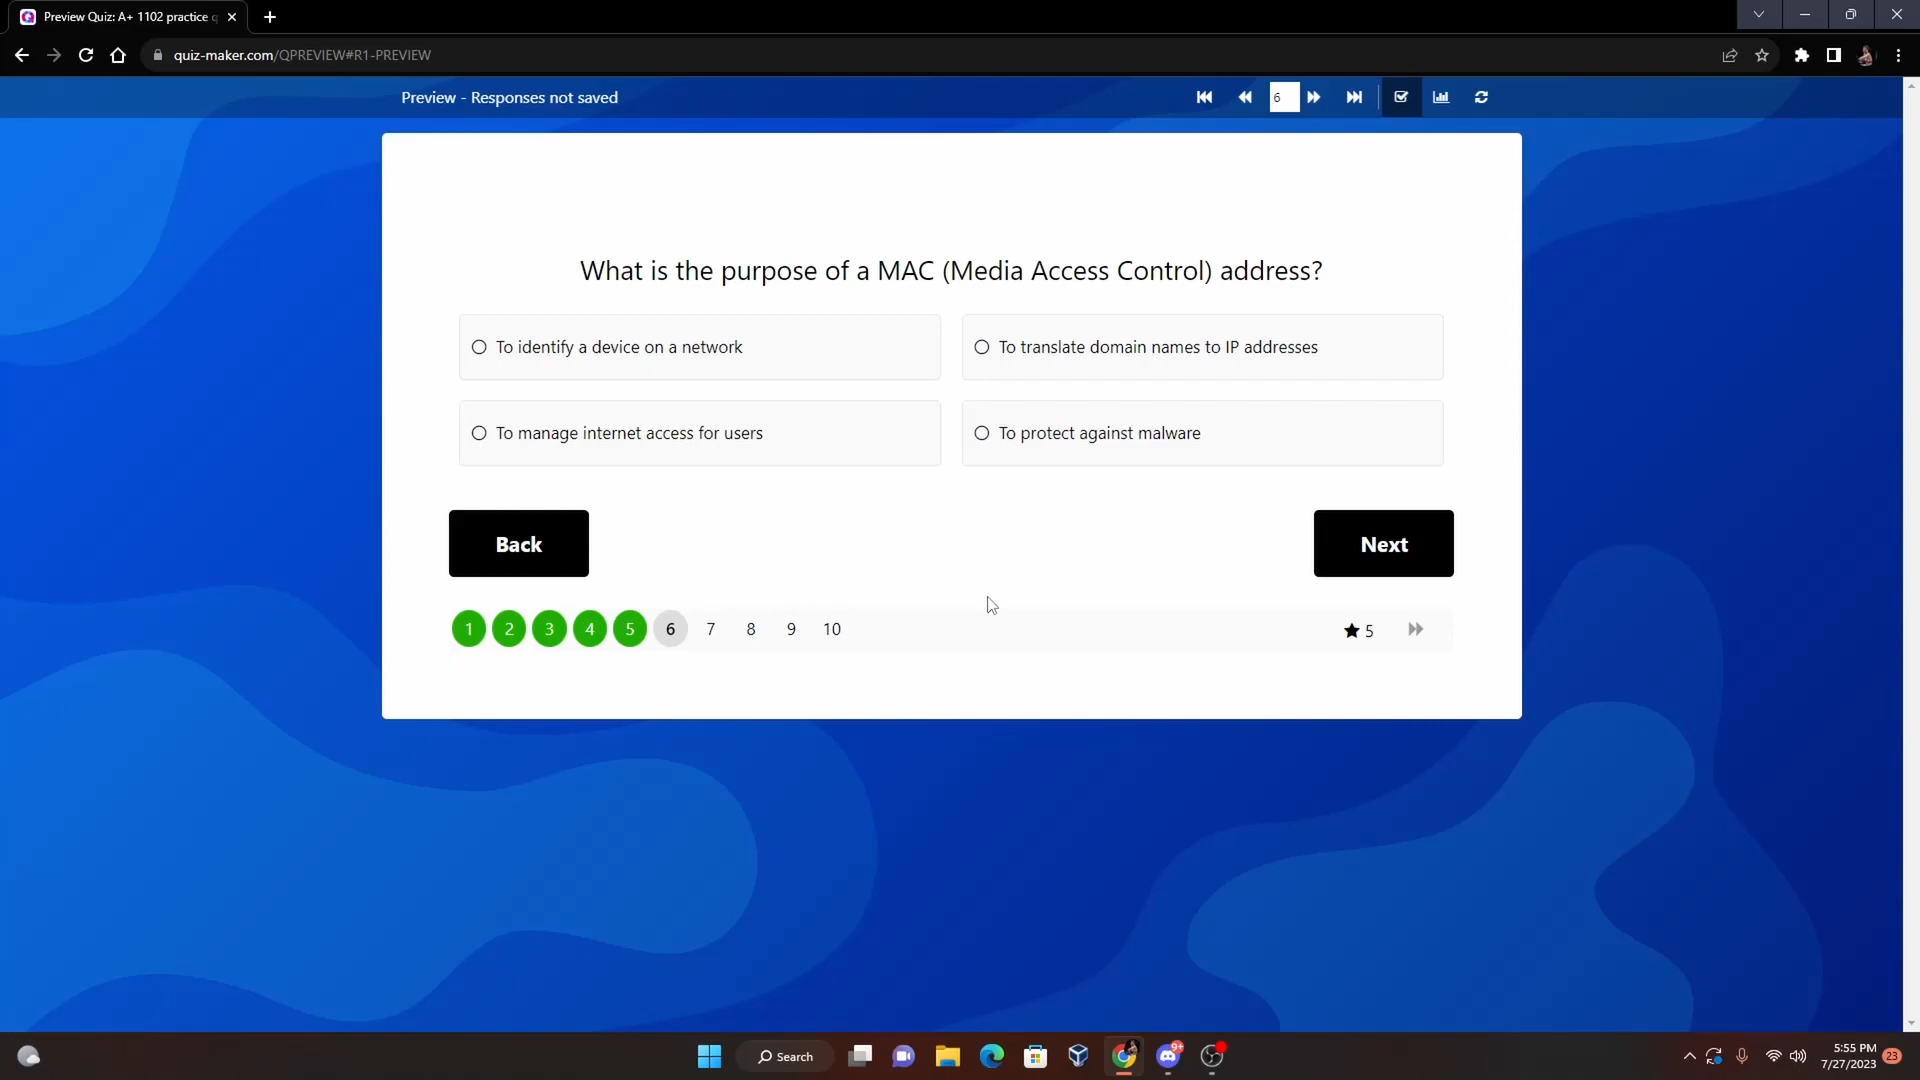 Preview Quiz: A+ 1102 practice q
quiz-maker.com/QPREVIEW#R1-PREVIEW
Preview - Responses not saved
6
What is the purpose of a MAC (Media Access Control) address?
To identify a device on a network
To translate domain names to IP addresses
To manage internet access for users
To protect against malware
Back
Next
1 2 3 4 5 6 7 8 9 10
5
Search
9+
5:55 PM
7/27/2023
23